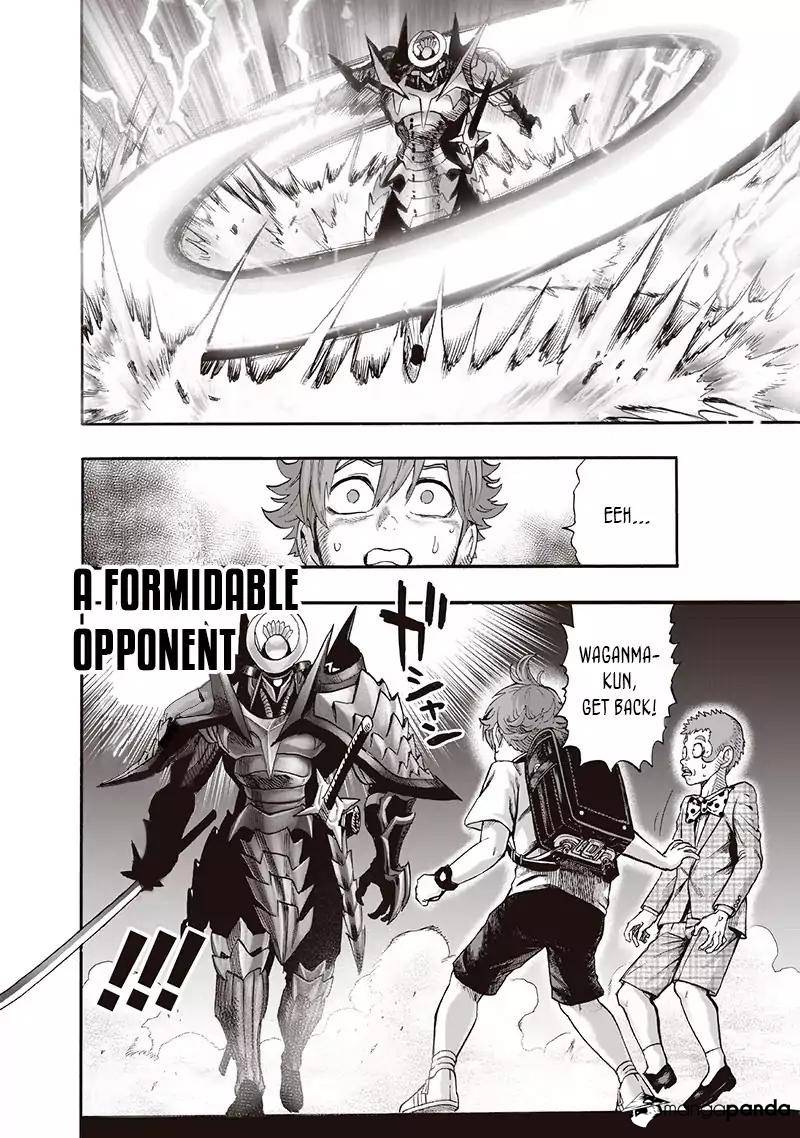 EEH...
A FORMIDABLE
OPPONENT
ガシャン
WAGANMA-
KUN,
GET BACK!
!!!
mangapanda